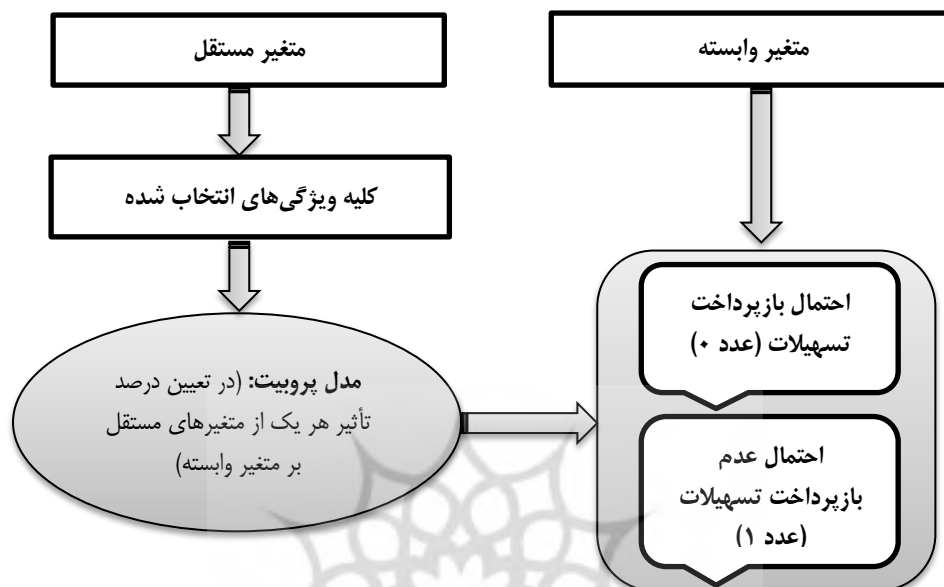 متغیر مستقل
متغیر وابسته
کلیه ویژگی‌های انتخاب شده
احتمال بازپرداخت
تسهیلات (عدد ۰)
مدل پروبیت: (در تعیین درصد
تأثیر هر یک از متغیرهای مستقل
بر متغیر وابسته)
احتمال عدم
بازپرداخت تسهیلات
(عدد ۱)